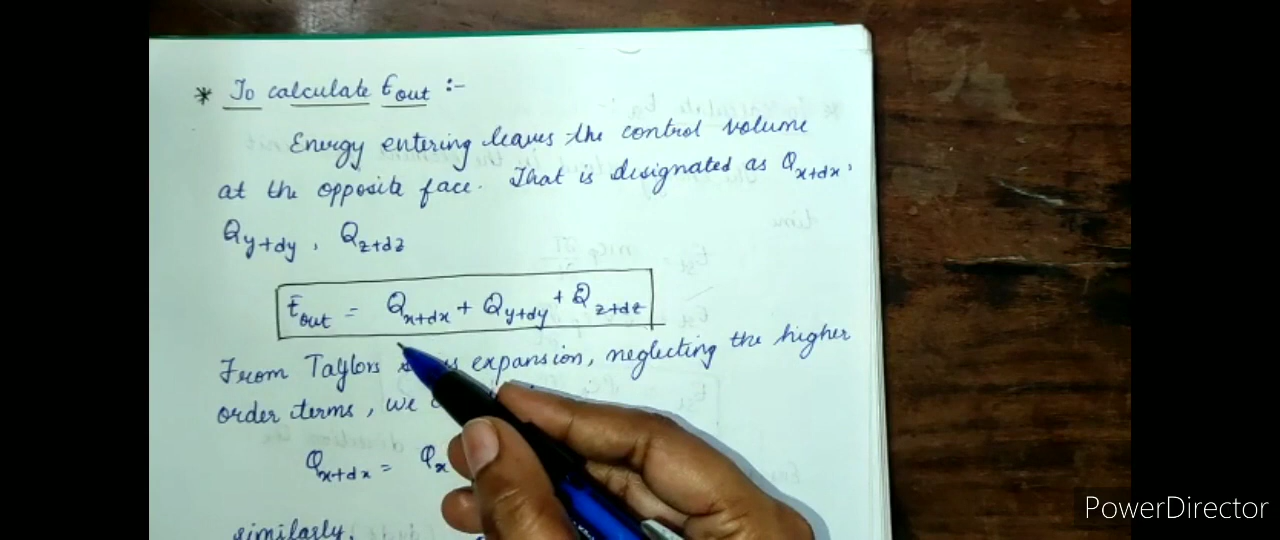 * To calculate Eout :-
Energy entering leaves the control volume
at the opposite face. That is designated as Qx+dx,
Qy+dy, Qz+dz
Eout = Qx+dx + Qy+dy + Qz+dz
From Taylors expansion, neglecting the higher
order terms, we
Qx+dx = Qx
similarly,
PowerDirector